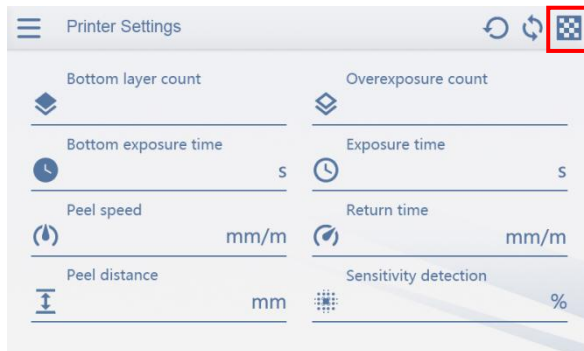 Printer Settings
Bottom layer count
Overexposure count
Bottom exposure time
s
Exposure time
s
Peel speed
mm/m
Return time
mm/m
Peel distance
mm
Sensitivity detection
%